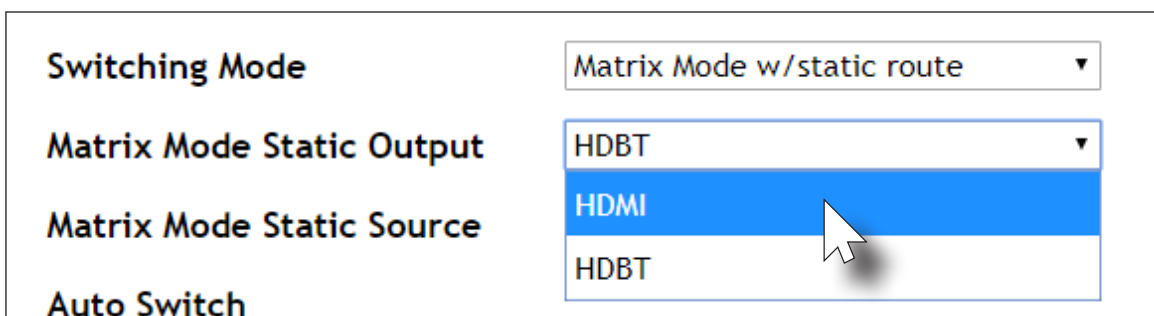 Switching Mode Matrix Mode w/static route
Matrix Mode Static Output HDBT
HDMI
Matrix Mode Static Source
HDBT
Auto Switch